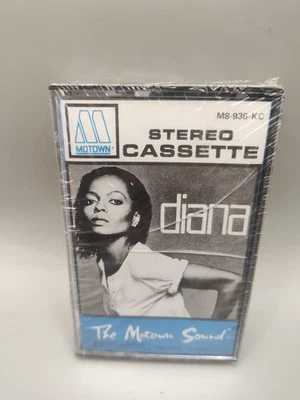 M8-936-KC
MOTOWN
STEREO
CASSETTE
diana
The Motown Sound